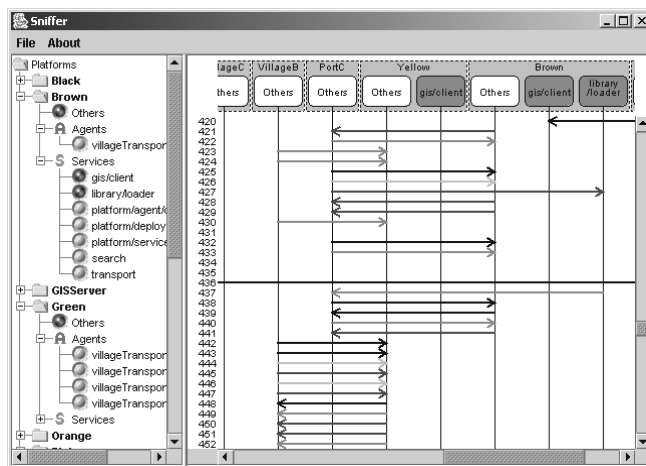 Sniffer
File About
Platforms
Black
Brown
Others
Agents
villageTranspor
Services
gis/client
library/loader
platform/agent/
platform/deploy
platform/service
search
transport
GISServer
Green
Others
Agents
villageTranspor
villageTranspor
villageTranspor
villageTranspor
Services
Orange
lageC VillageB PortC Yellow Brown
thers Others Others Others gis/client Others gis/client library
/loader
420
421
422
423
424
425
426
427
428
429
430
431
432
433
434
435
436
437
438
439
440
441
442
443
444
445
446
447
448
449
450
451
452